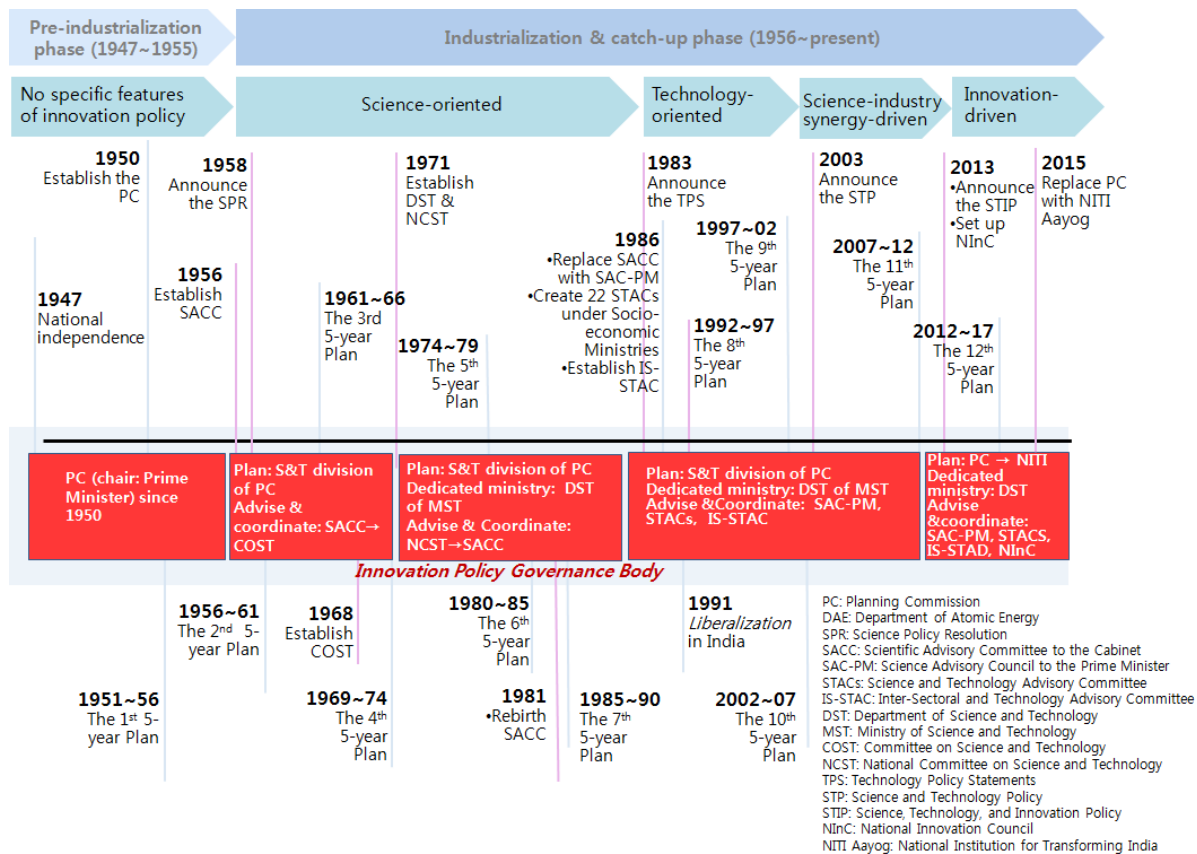 Pre-industrialization
phase (1947~1955)
Industrialization & catch-up phase (1956~present)
No specific features
of innovation policy
Science-oriented
Technology-
oriented
Science-industry
synergy-driven
Innovation-
driven
1950
Establish the
PC
1958
Announce
the SPR
1971
Establish
DST &
NCST
1983
Announce
the TPS
2003
Announce
the STP
2013
•Announce
the STIP
•Set up
NInC
2015
Replace PC
with NITI
Aayog
1947
National
independence
1956
Establish
SACC
1961~66
The 3rd
5-year
Plan
1974~79
The 5th
5-year
Plan
1986
•Replace SACC
with SAC-PM
•Create 22 STACs
under Socio-
economic
Ministries
•Establish IS-
STAC
1997~02
The 9th
5-year
Plan
1992~97
The 8th
5-year
Plan
2007~12
The 11th
5-year
Plan
2012~17
The 12th
5-year
Plan
PC (chair: Prime
Minister) since
1950
Plan: S&T division
of PC
Advise &
coordinate: SACC→
COST
Plan: S&T division of PC
Dedicated ministry: DST
of MST
Advise & Coordinate:
NCST→SACC
Plan: S&T division of PC
Dedicated ministry: DST of MST
Advise &Coordinate: SAC-PM,
STACs, IS-STAC
Plan: PC → NITI
Dedicated
ministry: DST
Advise
&coordinate:
SAC-PM, STACS,
IS-STAD, NInC
Innovation Policy Governance Body
1951~56
The 1st 5-
year Plan
1956~61
The 2nd 5-
year Plan
1968
Establish
COST
1969~74
The 4th
5-year
Plan
1980~85
The 6th
5-year
Plan
1981
•Rebirth
SACC
1985~90
The 7th
5-year
Plan
1991
Liberalization
in India
2002~07
The 10th
5-year
Plan
PC: Planning Commission
DAE: Department of Atomic Energy
SPR: Science Policy Resolution
SACC: Scientific Advisory Committee to the Cabinet
SAC-PM: Science Advisory Council to the Prime Minister
STACs: Science and Technology Advisory Committee
IS-STAC: Inter-Sectoral and Technology Advisory Committee
DST: Department of Science and Technology
MST: Ministry of Science and Technology
COST: Committee on Science and Technology
NCST: National Committee on Science and Technology
TPS: Technology Policy Statements
STP: Science and Technology Policy
STIP: Science, Technology, and Innovation Policy
NInC: National Innovation Council
NITI Aayog: National Institution for Transforming India